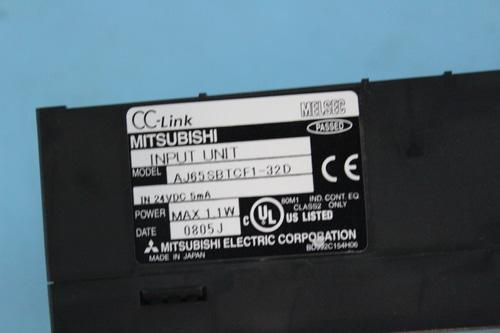 CC-Link MELSEC
MITSUBISHI PASSED
INPUT UNIT
MODEL AJ65SBTCF1-32D
IN 24VDC 5mA
POWER MAX 1.1W
DATE 0805J
C UL US LISTED
80M1 IND. CONT. EQ
CLASS2 ONLY
CE
MITSUBISHI ELECTRIC CORPORATION
MADE IN JAPAN